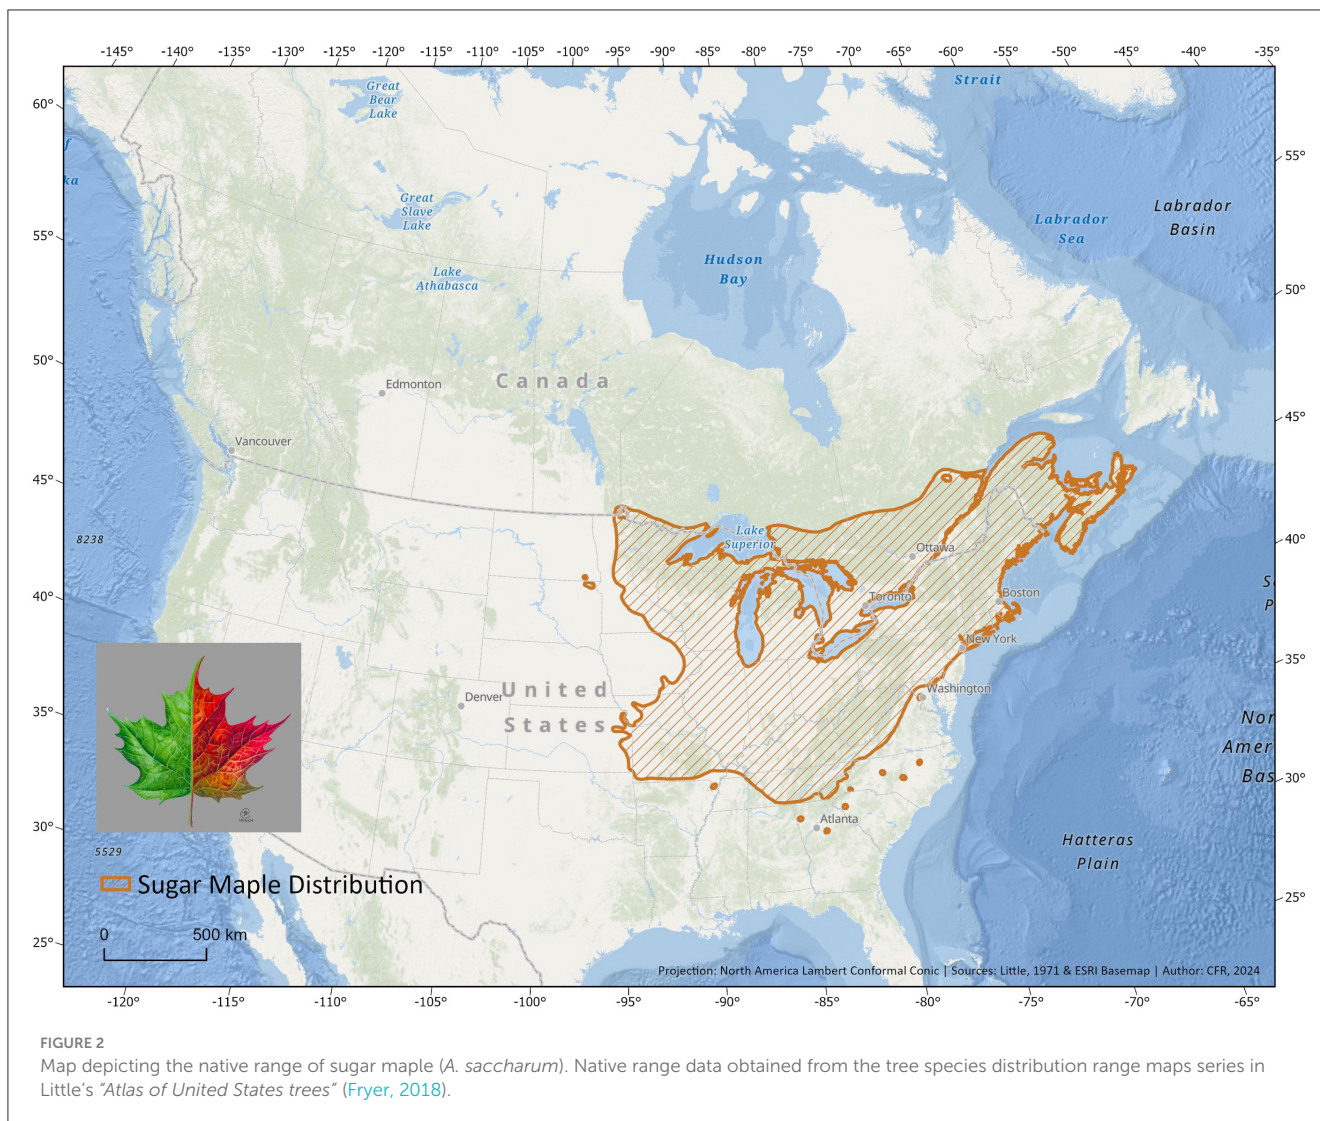 -145° -140° -135° -130° -125° -120° -115° -110° -105° -100° -95° -90° -85° -80° -75° -70° -65° -60° -55° -50° -45° -40° -35°
60°
55°
50°
45°
40°
35°
30°
25°
55°
50°
45°
40°
35°
30°
25°
Great
Bear
Lake
Strait
f
ka
Great
Slave
Lake
Labrador
Sea
Labrador
Basin
Hudson
Bay
Lake
Athabasca
Canada
Edmonton
Vancouver
8238
Lake
Superior
Ottawa
Toronto
Boston
New York
Washington
United
States
Denver
Atlanta
S
P
Nor
Amer
Bas
Hatteras
Plain
5529
Sugar Maple Distribution
0 500 km
Projection: North America Lambert Conformal Conic | Sources: Little, 1971 & ESRI Basemap | Author: CFR, 2024
-120° -115° -110° -105° -100° -95° -90° -85° -80° -75° -70° -65°
FIGURE 2
Map depicting the native range of sugar maple (A. saccharum). Native range data obtained from the tree species distribution range maps series in
Little's "Atlas of United States trees" (Fryer, 2018).